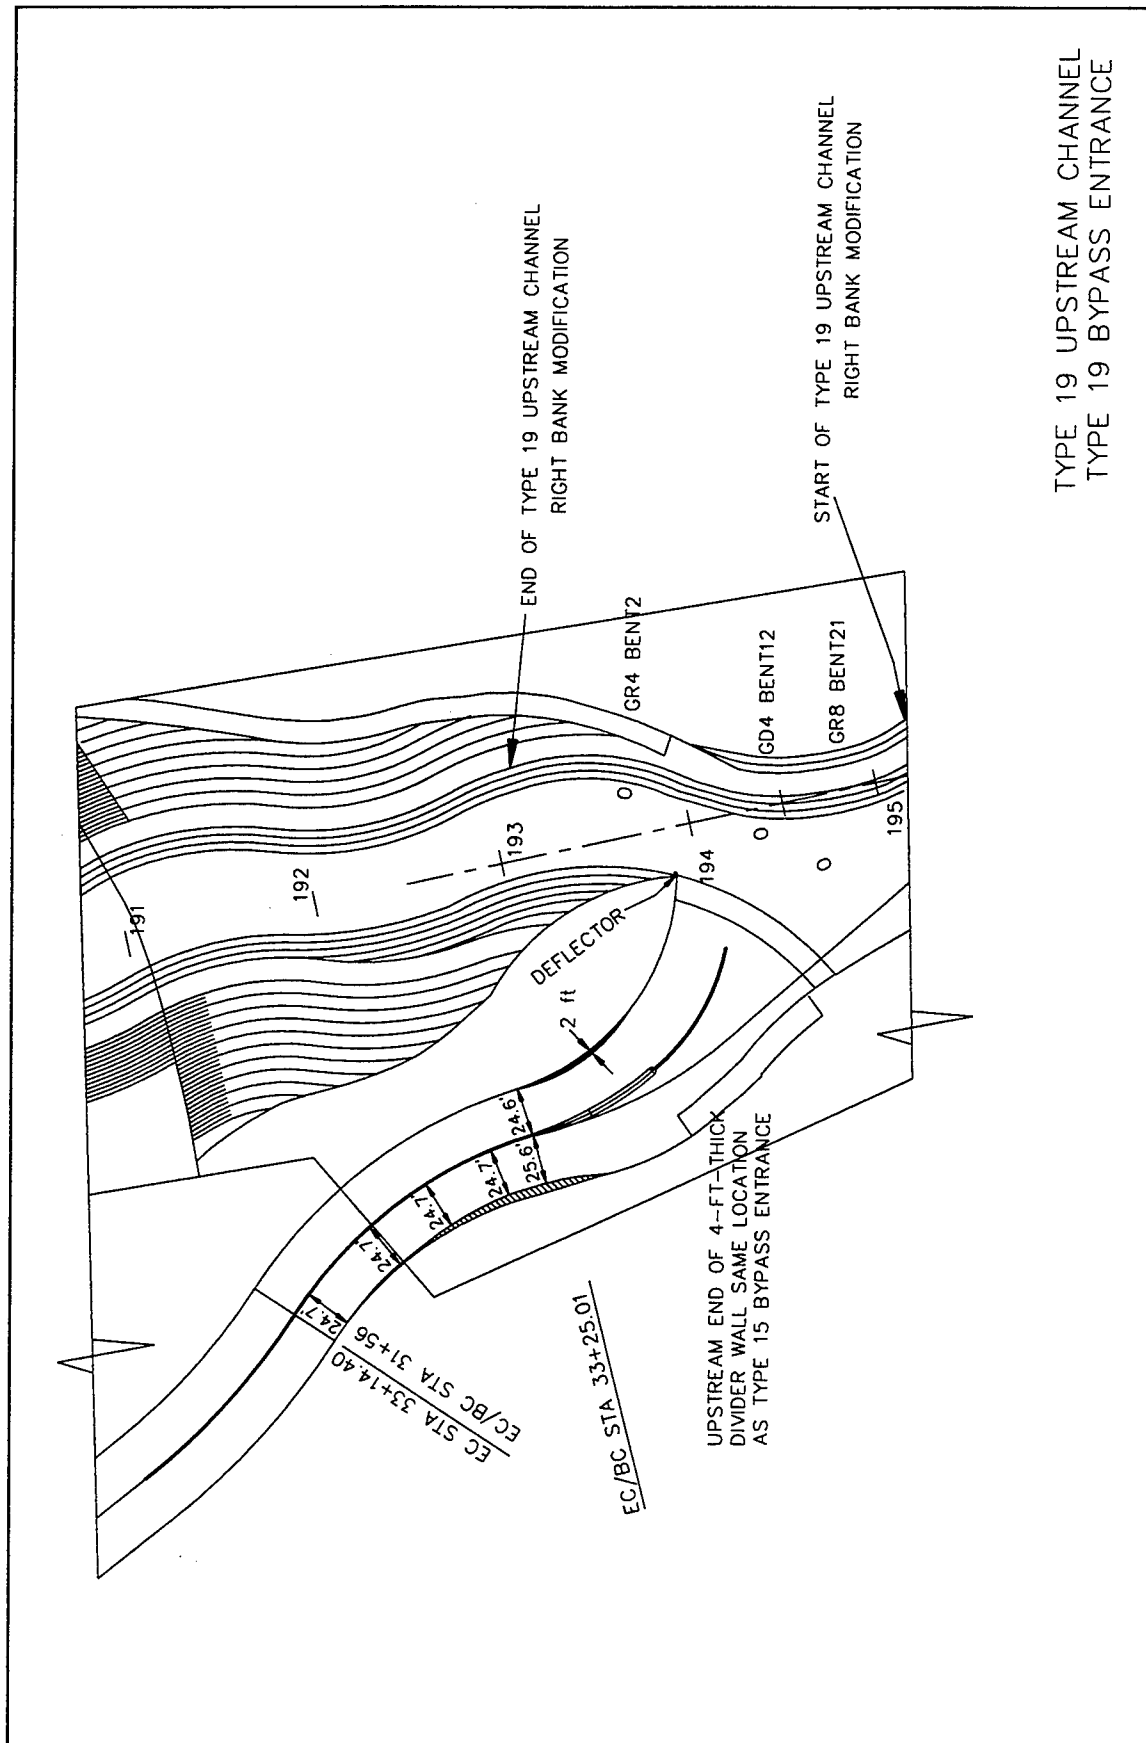 TYPE 19 UPSTREAM CHANNEL
TYPE 19 BYPASS ENTRANCE
END OF TYPE 19 UPSTREAM CHANNEL
RIGHT BANK MODIFICATION
START OF TYPE 19 UPSTREAM CHANNEL
RIGHT BANK MODIFICATION
GR4 BENT2
GD4 BENT12
GR8 BENT21
191
192
193
194
195
DEFLECTOR
2 ft
24.6'
25.6'
24.7'
24.7'
24.7'
24.7'
EC STA 33+14.40
EC/BC STA 31+56
EC/BC STA 33+25.01
UPSTREAM END OF 4-FT-THICK
DIVIDER WALL SAME LOCATION
AS TYPE 15 BYPASS ENTRANCE